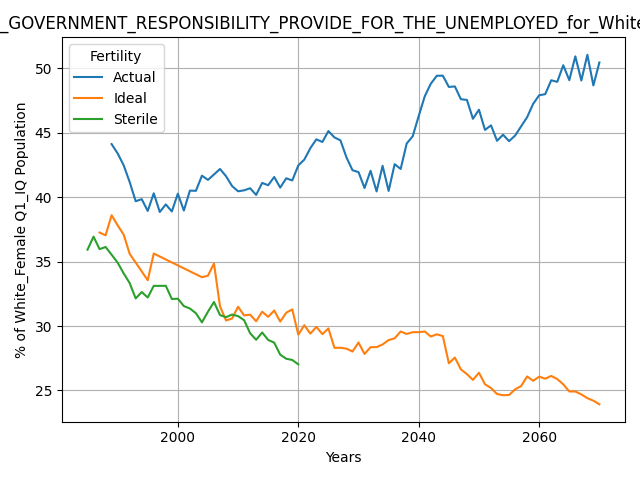 _GOVERNMENT_RESPONSIBILITY_PROVIDE_FOR_THE_UNEMPLOYED_for_White
Fertility
Actual
Ideal
Sterile
% of White_Female Q1_IQ Population
50
45
40
35
30
25
2000
2020
2040
2060
Years